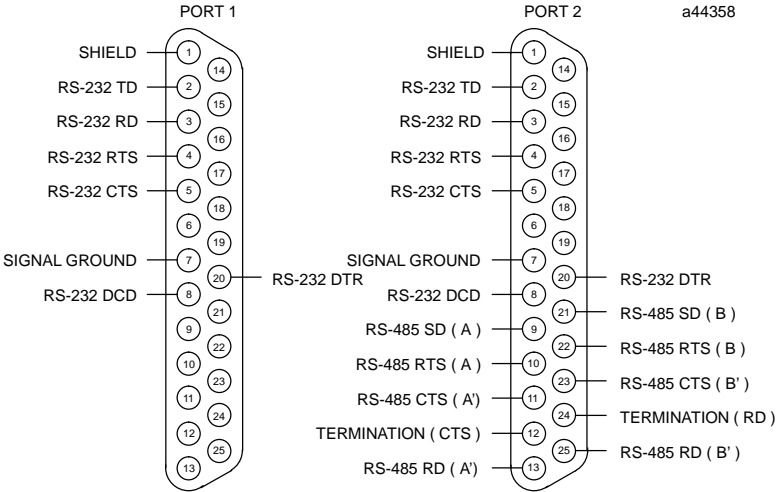 PORT 1
SHIELD
RS-232 TD
RS-232 RD
RS-232 RTS
RS-232 CTS
SIGNAL GROUND
RS-232 DCD
1
2
3
4
5
6
7
8
9
10
11
12
13
14
15
16
17
18
19
20
21
22
23
24
25
RS-232 DTR
PORT 2
a44358
SHIELD
RS-232 TD
RS-232 RD
RS-232 RTS
RS-232 CTS
SIGNAL GROUND
RS-232 DCD
RS-485 SD ( A )
RS-485 RTS ( A )
RS-485 CTS ( A')
TERMINATION ( CTS )
RS-485 RD ( A')
1
2
3
4
5
6
7
8
9
10
11
12
13
14
15
16
17
18
19
20
21
22
23
24
25
RS-232 DTR
RS-485 SD ( B )
RS-485 RTS ( B )
RS-485 CTS ( B' )
TERMINATION ( RD )
RS-485 RD ( B' )